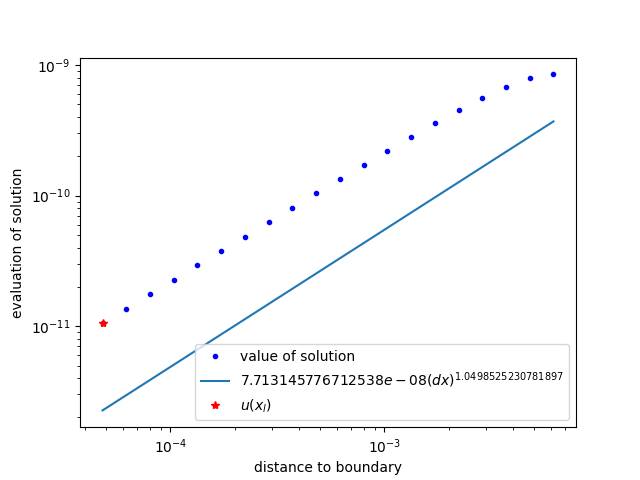 10⁻⁹
10⁻¹⁰
10⁻¹¹
evaluation of solution
value of solution
7.713145776712538e − 08(dx)^1.0498525230781897
u(x_l)
10⁻⁴
10⁻³
distance to boundary